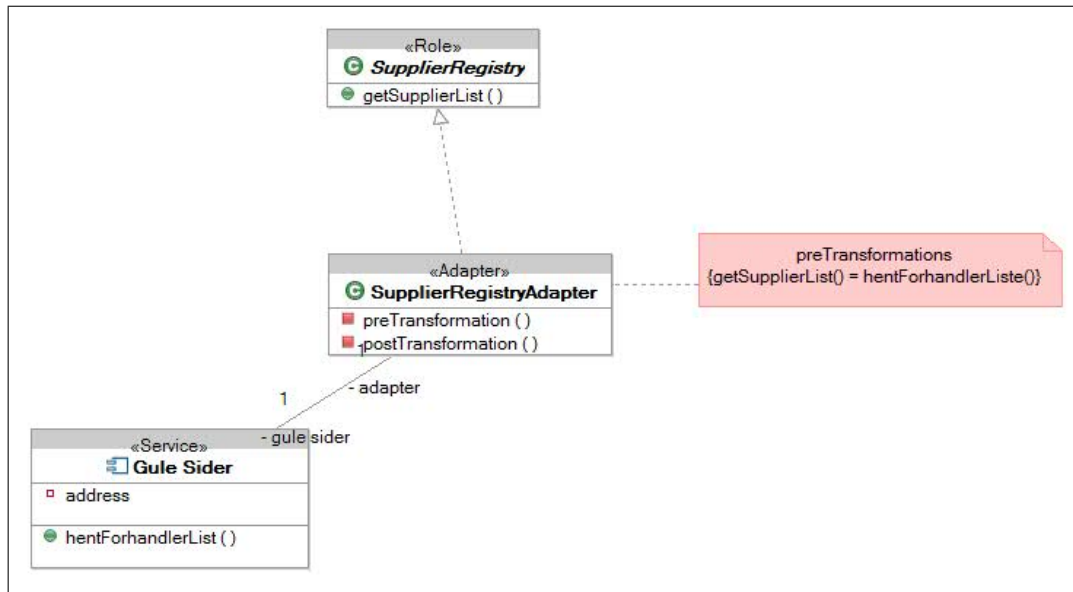 «Role»
SupplierRegistry
getSupplierList ( )
«Adapter»
SupplierRegistryAdapter
preTransformation ( )
postTransformation ( )
preTransformations
{getSupplierList() = hentForhandlerListe()}
1
- adapter
1
- gule sider
«Service»
Gule Sider
address
hentForhandlerList ( )